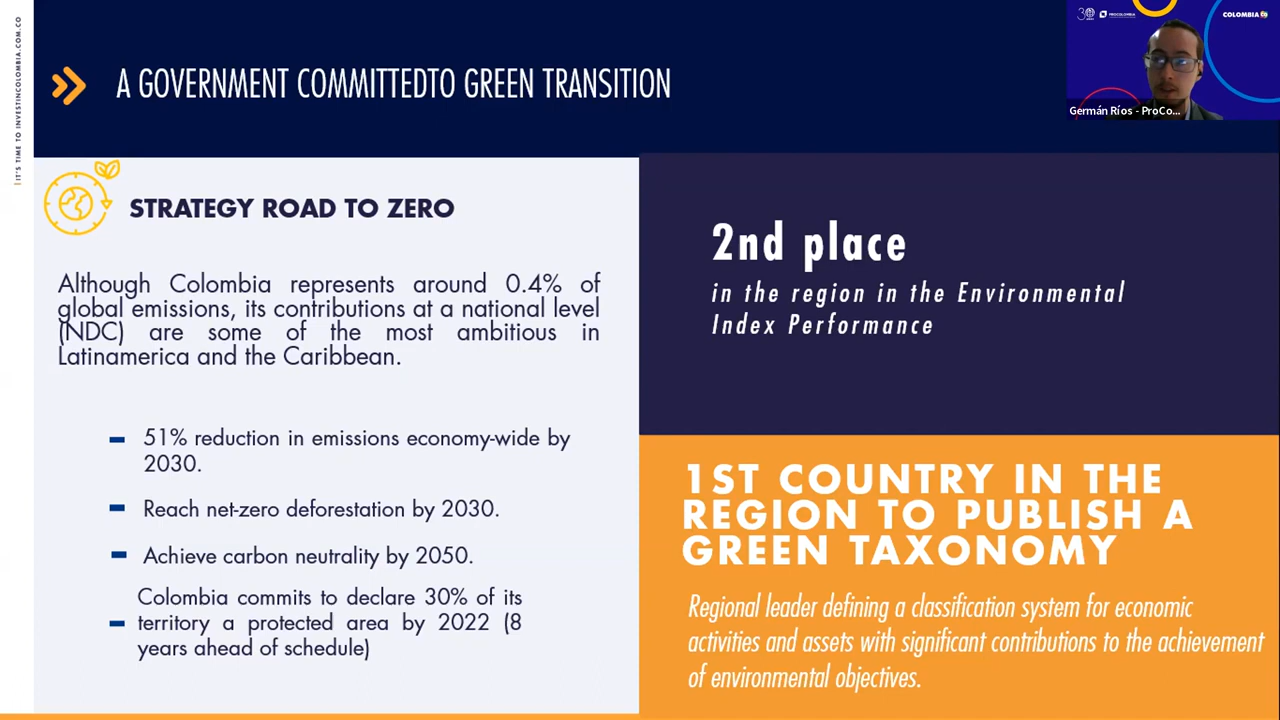 IT'S TIME TO INVESTINCOLOMBIA.COM.CO
A GOVERNMENT COMMITTEDTO GREEN TRANSITION
PROCOLOMBIA
COLOMBIA
Germán Ríos - ProCo...
STRATEGY ROAD TO ZERO
Although Colombia represents around 0.4% of
global emissions, its contributions at a national level
(NDC) are some of the most ambitious in
Latinamerica and the Caribbean.
51% reduction in emissions economy-wide by
2030.
Reach net-zero deforestation by 2030.
Achieve carbon neutrality by 2050.
Colombia commits to declare 30% of its
territory a protected area by 2022 (8
years ahead of schedule)
2nd place
in the region in the Environmental
Index Performance
1ST COUNTRY IN THE
REGION TO PUBLISH A
GREEN TAXONOMY
Regional leader defining a classification system for economic
activities and assets with significant contributions to the achievement
of environmental objectives.